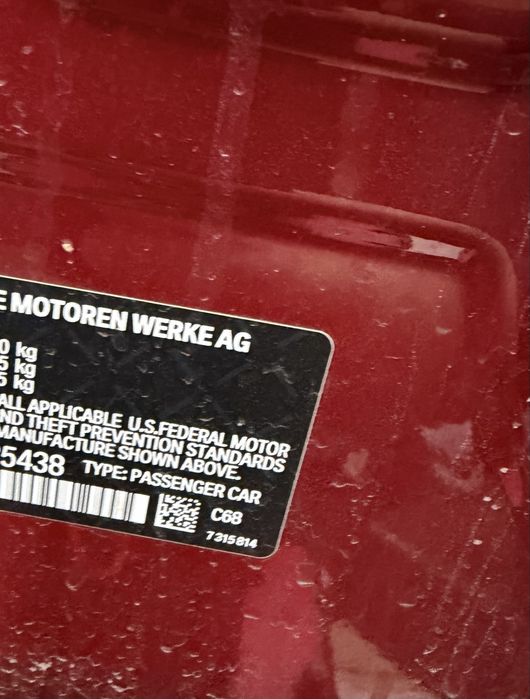 E MOTOREN WERKE AG
0 kg
5 kg
5 kg
ALL APPLICABLE U.S.FEDERAL MOTOR
ND THEFT PREVENTION STANDARDS
MANUFACTURE SHOWN ABOVE.
5438 TYPE: PASSENGER CAR
C68
7315814